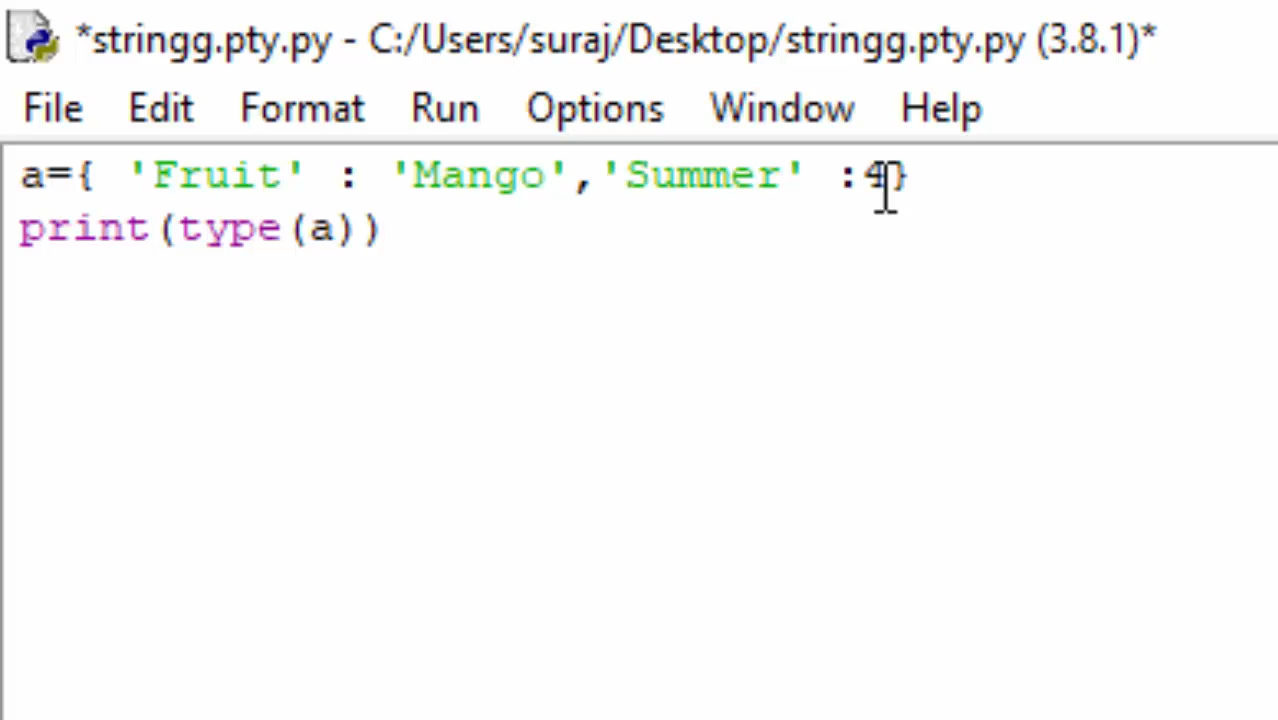 *stringg.pty.py - C:/Users/suraj/Desktop/stringg.pty.py (3.8.1)*
File Edit Format Run Options Window Help
a={ 'Fruit' : 'Mango','Summer' :4}
print(type(a))